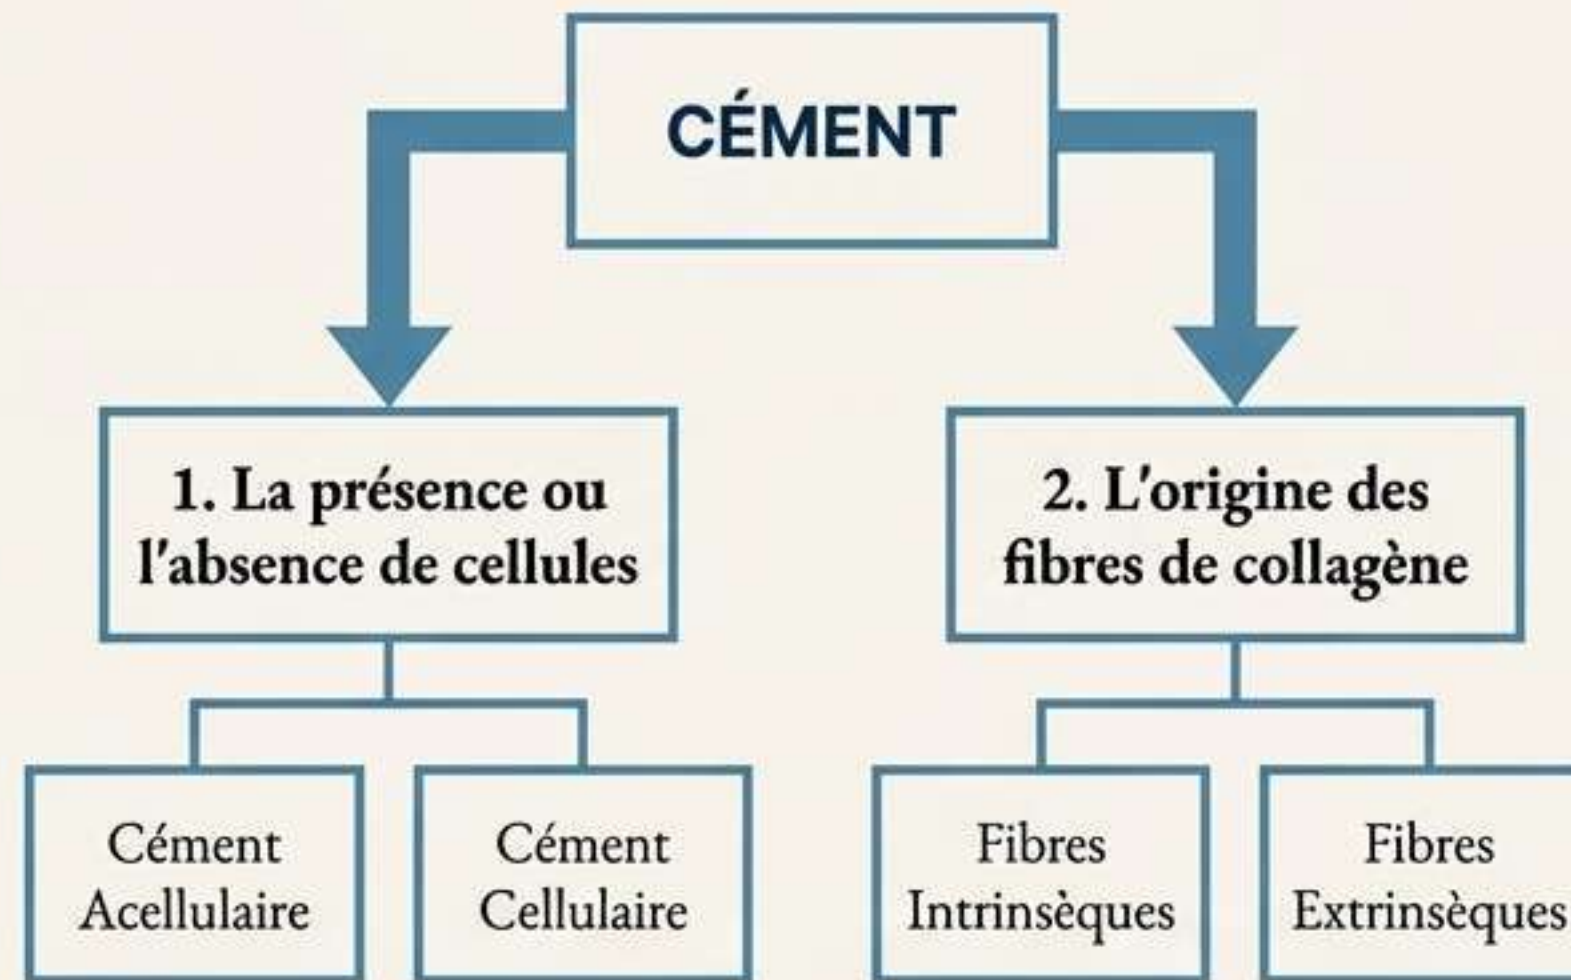 CÉMENT
1. La présence ou
l'absence de cellules
2. L'origine des
fibres de collagène
Cément
Acellulaire
Cément
Cellulaire
Fibres
Intrinsèques
Fibres
Extrinsèques